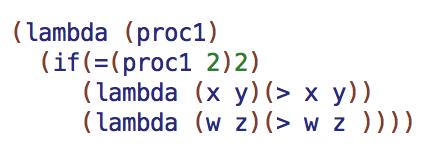 (lambda (proc1)
(if(=(proc1 2)2)
(lambda (x y)(> x y))
(lambda (w z)(> w z ))))